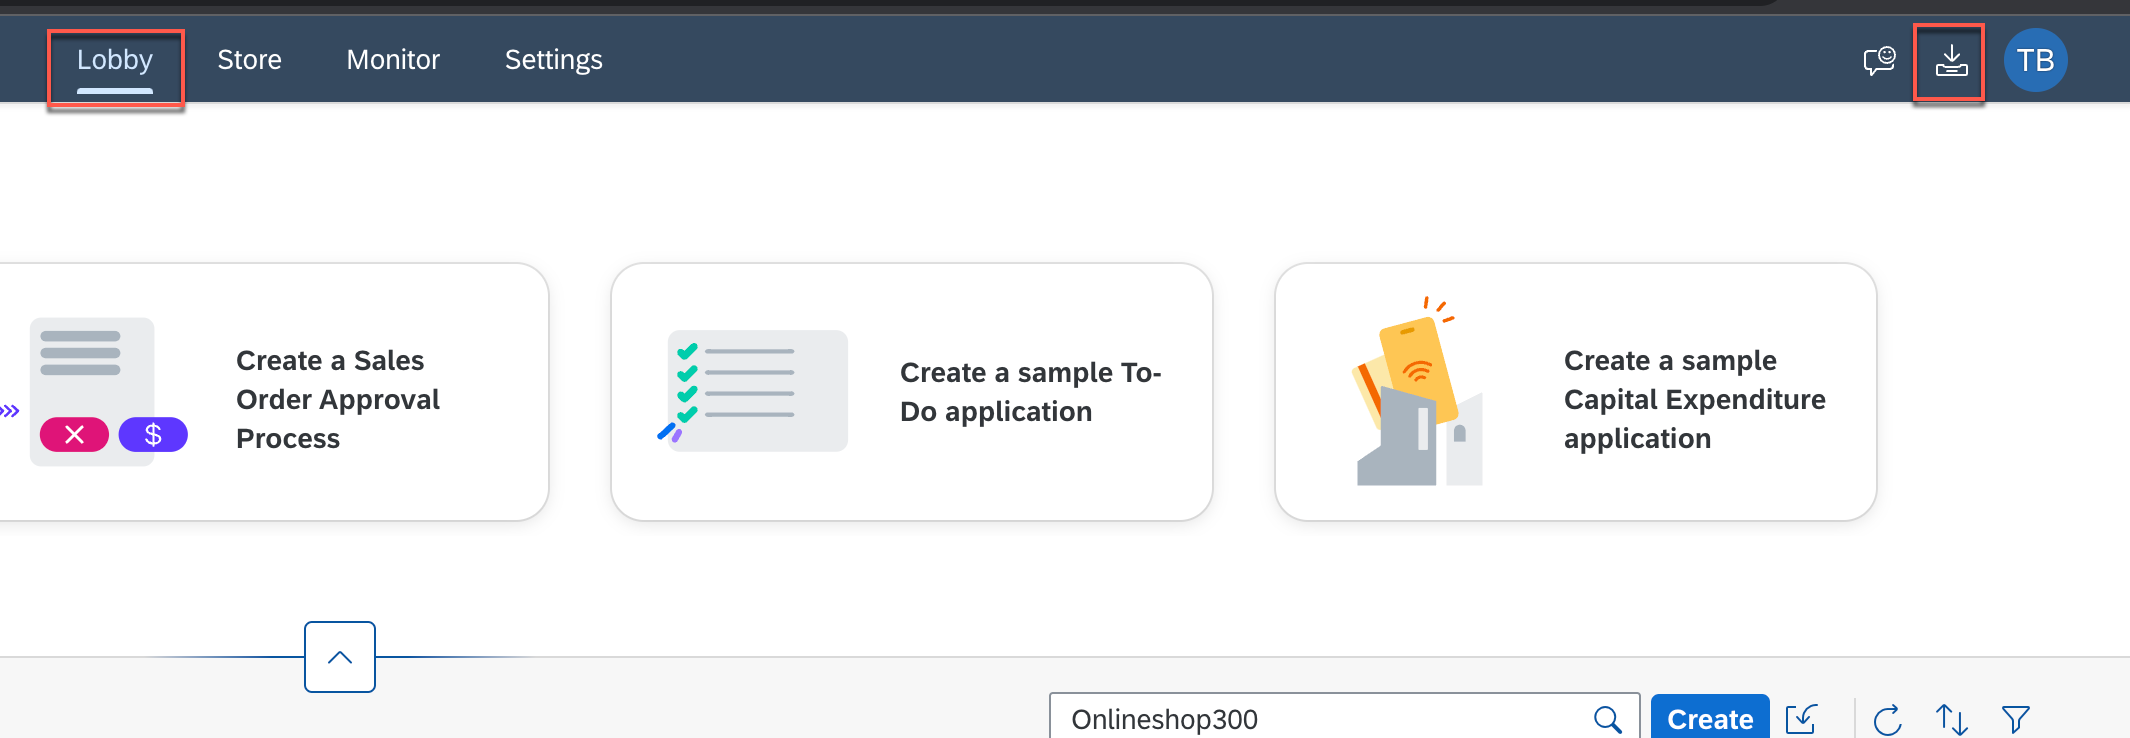 Lobby Store Monitor Settings TB
Create a Sales
Order Approval
Process
Create a sample To-
Do application
Create a sample
Capital Expenditure
application
Onlineshop300 Create